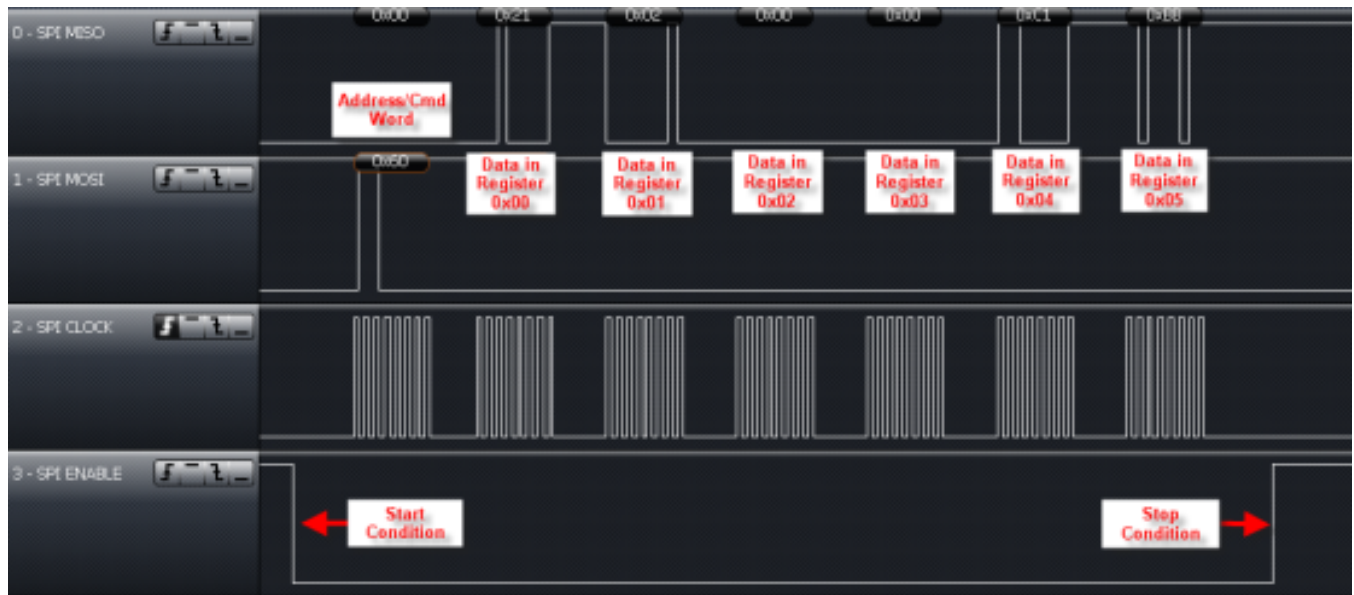 0 - SPI MISO
0X00
0X21
0X02
0X00
0X00
0XC1
0XBB
Address/Cmd
Word
1 - SPI MOSI
0X60
Data in
Register
0x00
Data in
Register
0x01
Data in
Register
0x02
Data in
Register
0x03
Data in
Register
0x04
Data in
Register
0x05
2 - SPI CLOCK
3 - SPI ENABLE
Start
Condition
Stop
Condition